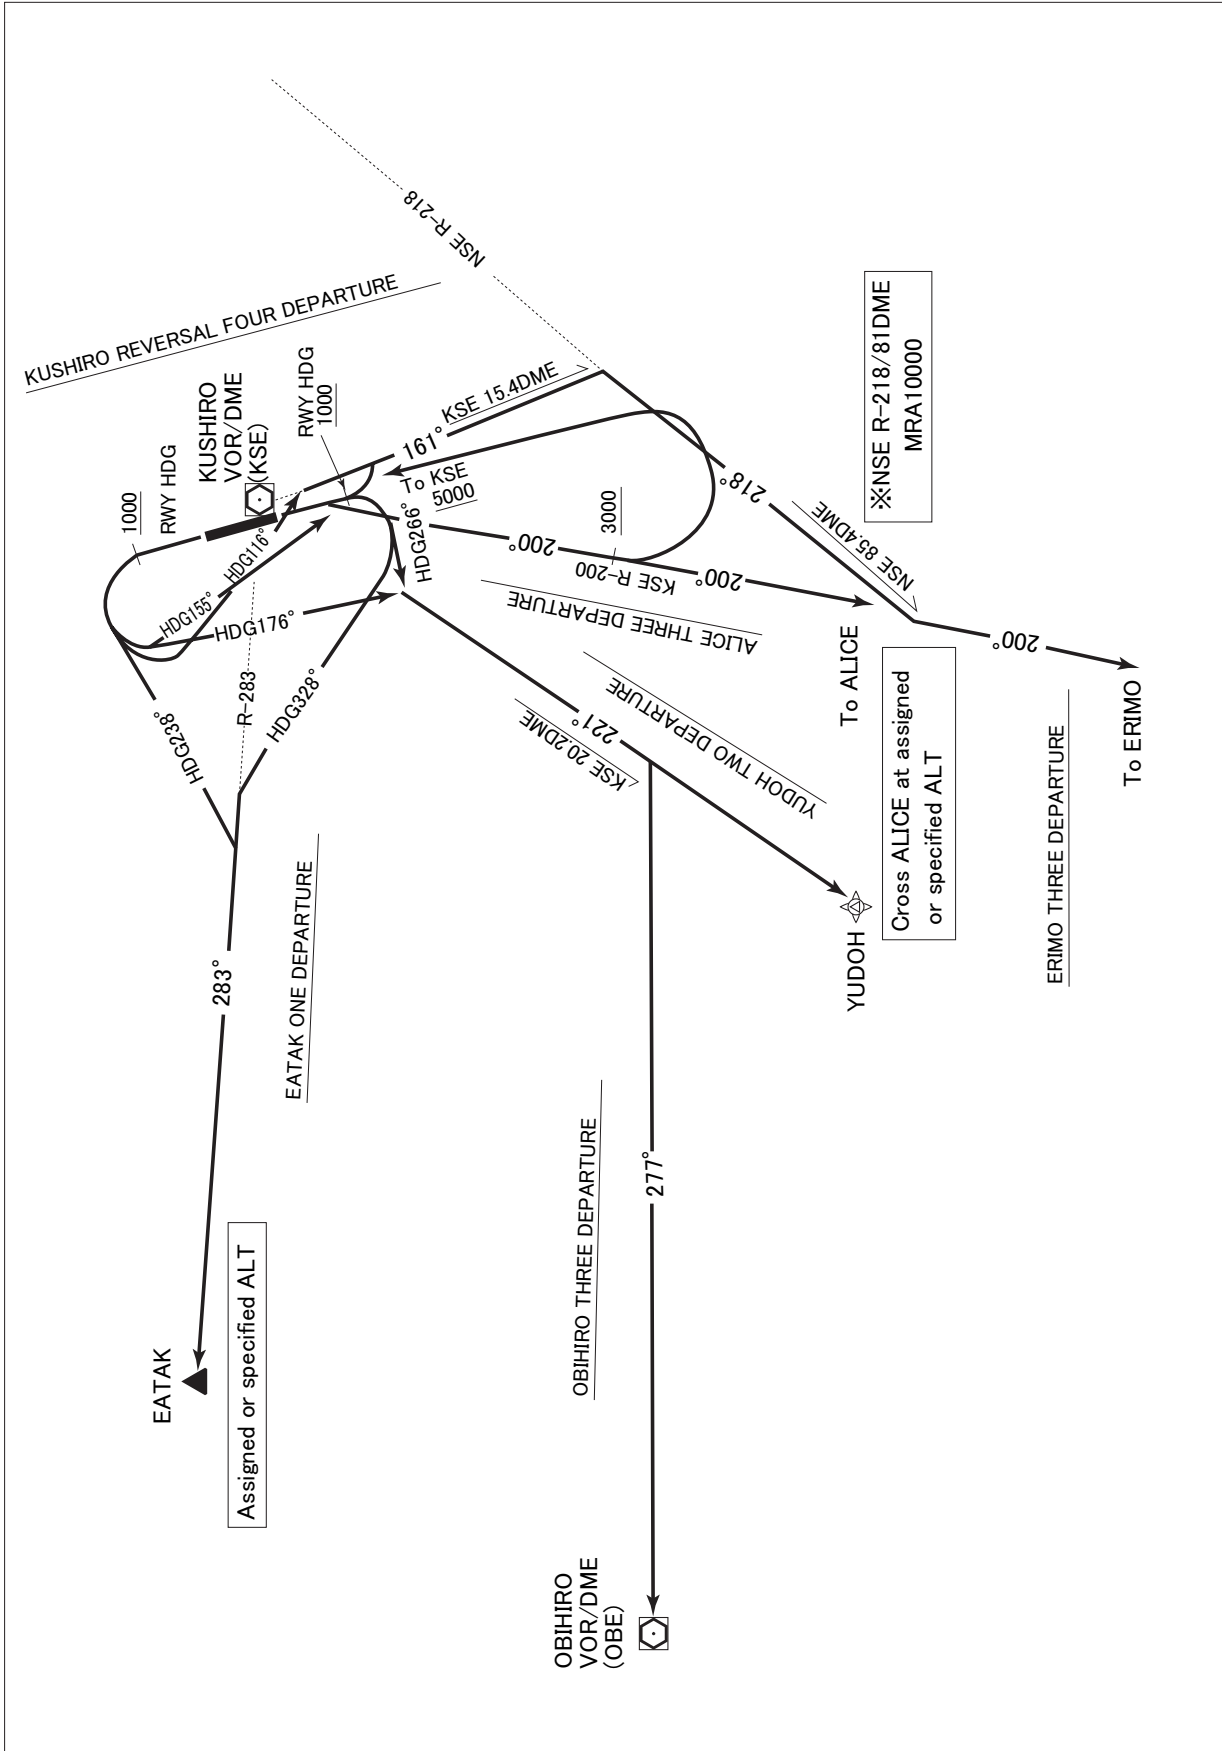 KUSHIRO REVERSAL FOUR DEPARTURE
KUSHIRO
VOR/DME
(KSE)
1000
RWY HDG
RWY HDG
1000
NSE R-218
161°
KSE 15.4DME
To KSE
5000
HDG116°
HDG155°
HDG176°
HDG266°
HDG238°
R-283
HDG328°
200°
3000
KSE R-200
200°
ALICE THREE DEPARTURE
218°
NSE 85.4DME
※NSE R-218/81DME
MRA10000
To ALICE
Cross ALICE at assigned
or specified ALT
200°
To ERIMO
ERIMO THREE DEPARTURE
221°
KSE 20.2DME
YUDOH TWO DEPARTURE
YUDOH
283°
EATAK ONE DEPARTURE
EATAK
Assigned or specified ALT
277°
OBIHIRO THREE DEPARTURE
OBIHIRO
VOR/DME
(OBE)